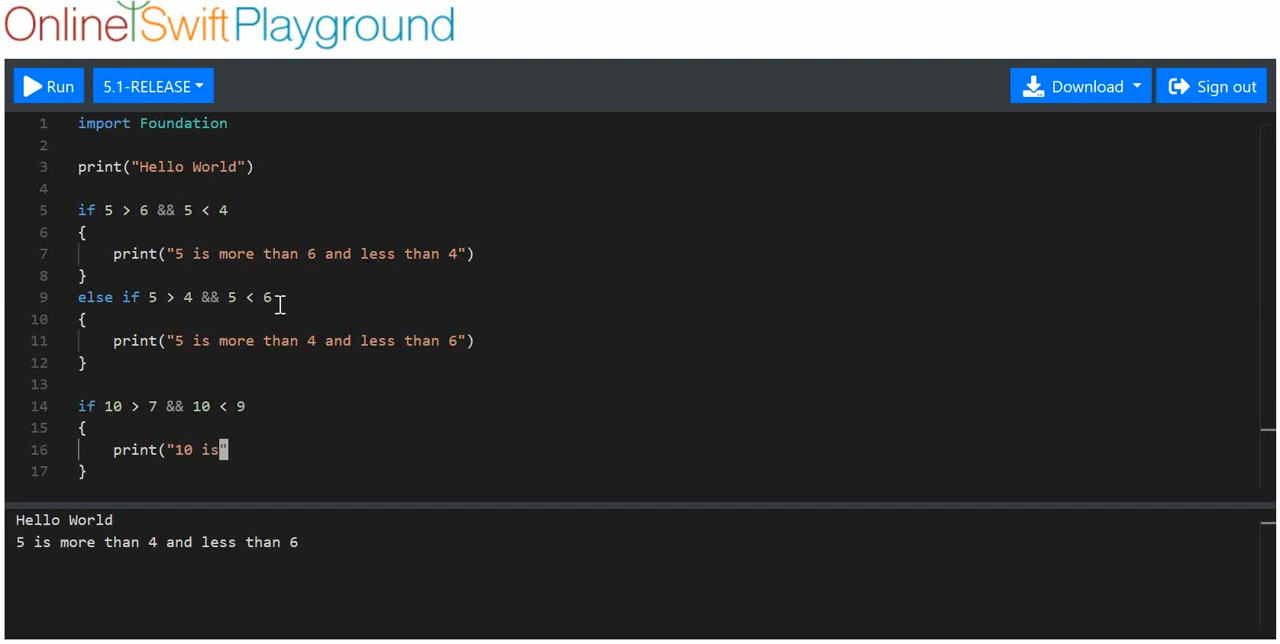 Online Swift Playground
Run 5.1-RELEASE Download Sign out
1 import Foundation
2
3 print("Hello World")
4
5 if 5 > 6 && 5 < 4
6 {
7 print("5 is more than 6 and less than 4")
8 }
9 else if 5 > 4 && 5 < 6
10 {
11 print("5 is more than 4 and less than 6")
12 }
13
14 if 10 > 7 && 10 < 9
15 {
16 print("10 is"
17 }
Hello World
5 is more than 4 and less than 6